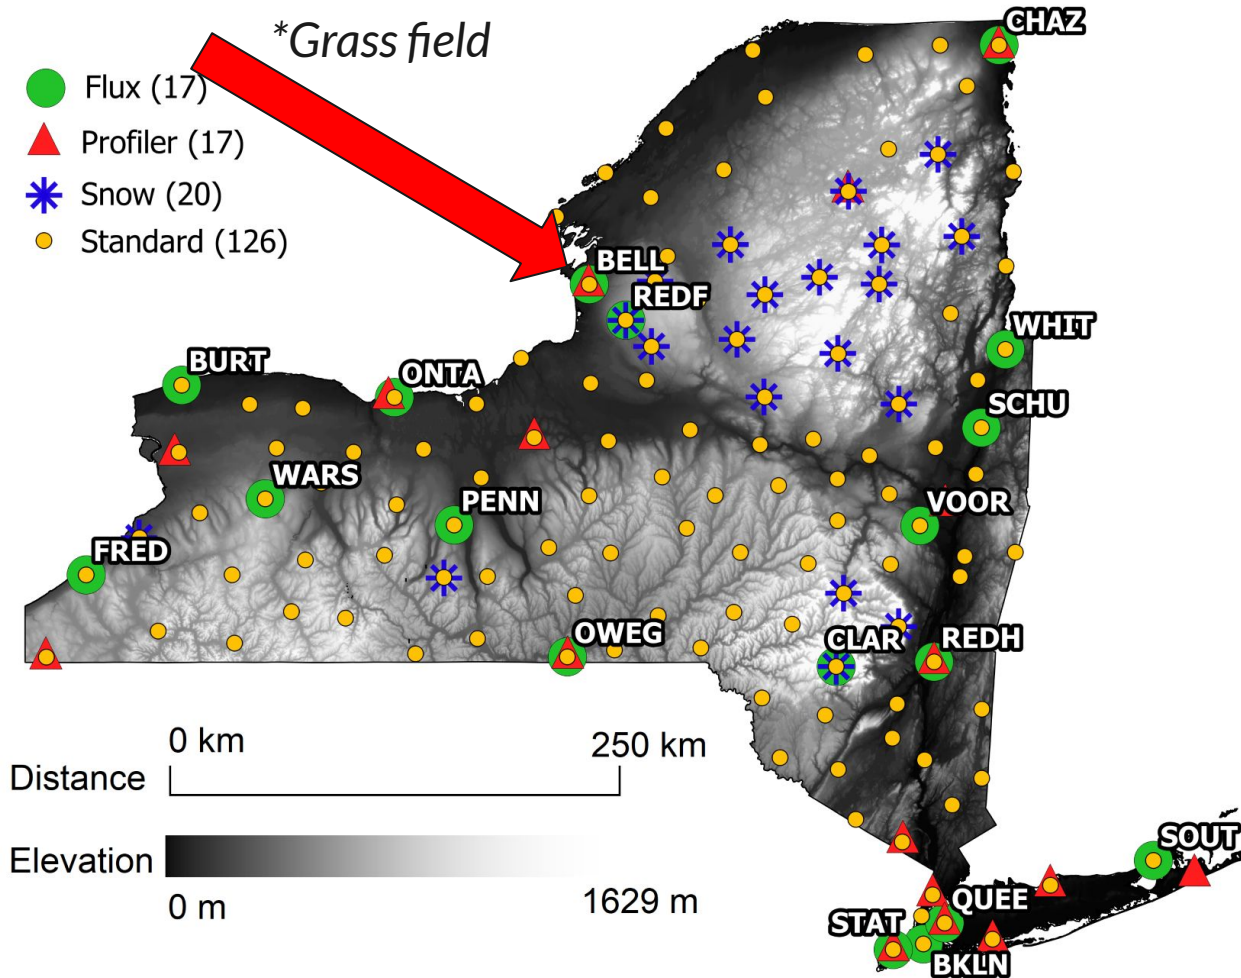 *Grass field
CHAZ
Flux (17)
Profiler (17)
Snow (20)
Standard (126)
BELL
REDF
WHIT
BURT
ONTA
SCHU
WARS
PENN
VOOR
FRED
OWEG
CLAR
REDH
0 km
250 km
Distance
Elevation
0 m
1629 m
SOUT
QUEE
STAT
BKLN